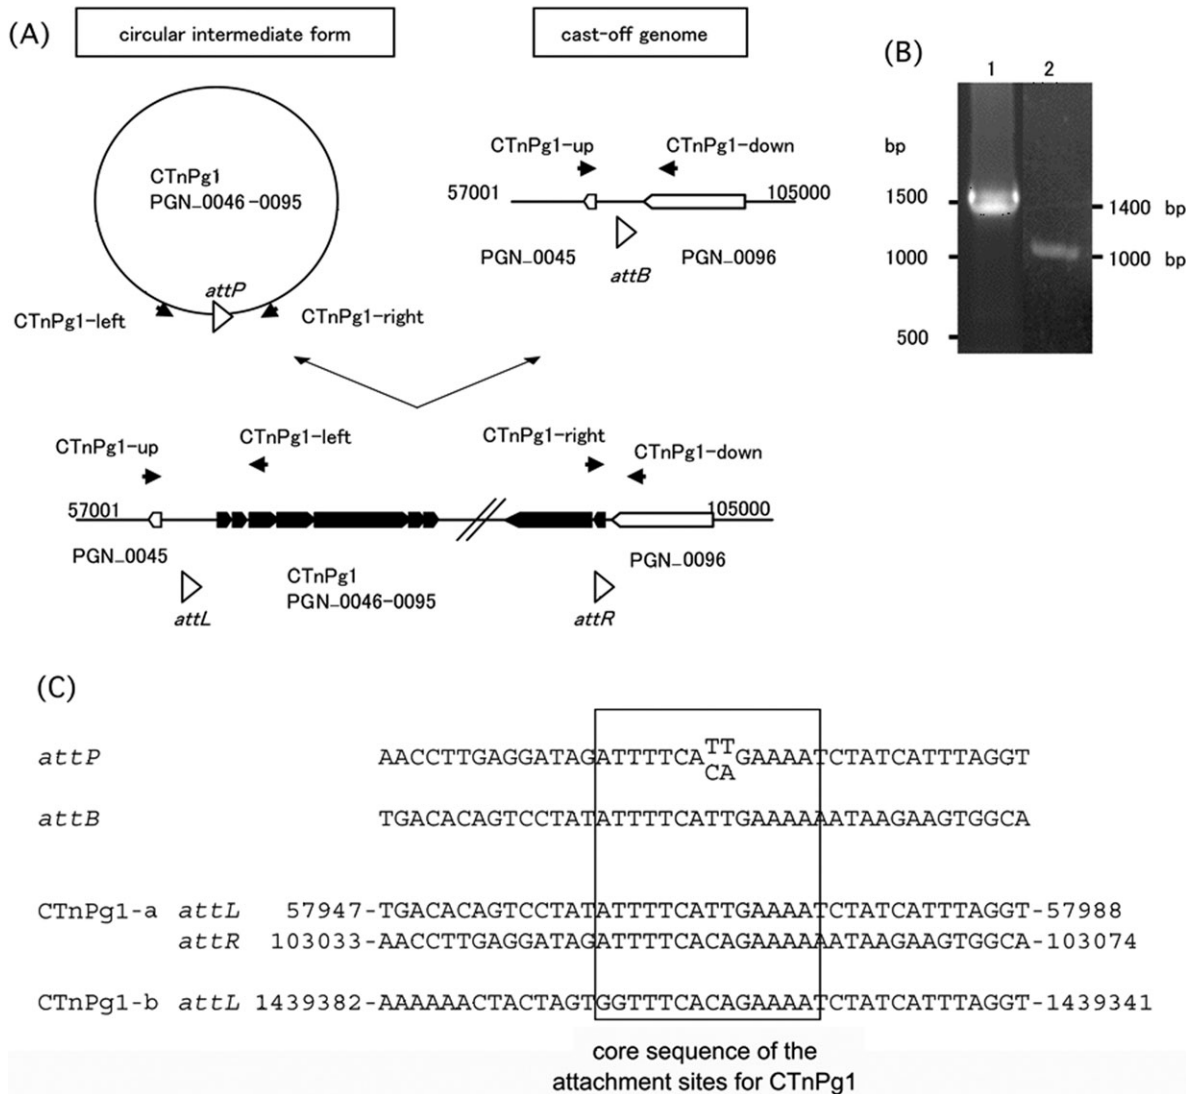 (A)
circular intermediate form
cast-off genome
CTnPg1
PGN_0046-0095
attP
CTnPg1-left
CTnPg1-right
CTnPg1-up
CTnPg1-down
57001
105000
PGN_0045
PGN_0096
attB
CTnPg1-up
CTnPg1-left
CTnPg1-right
CTnPg1-down
57001
105000
PGN_0045
CTnPg1
PGN_0046-0095
PGN_0096
attL
attR
(B)
1 2
bp
1500
1400 bp
1000
1000 bp
500
(C)
attP AACCTTGAGGATAGATTTTCATTGAAAATCTATCATTTAGGT
CA
attB TGACACAGTCCTATATTTTCATTGAAAAAATAAGAAGTGGCA
CTnPg1-a attL 57947-TGACACAGTCCTATATTTTCATTGAAAATCTATCATTTAGGT-57988
attR 103033-AACCTTGAGGATAGATTTTCACAGAAAAAATAAGAAGTGGCA-103074
CTnPg1-b attL 1439382-AAAAAACTACTAGTGGTTTCACAGAAAATCTATCATTTAGGT-1439341
core sequence of the
attachment sites for CTnPg1